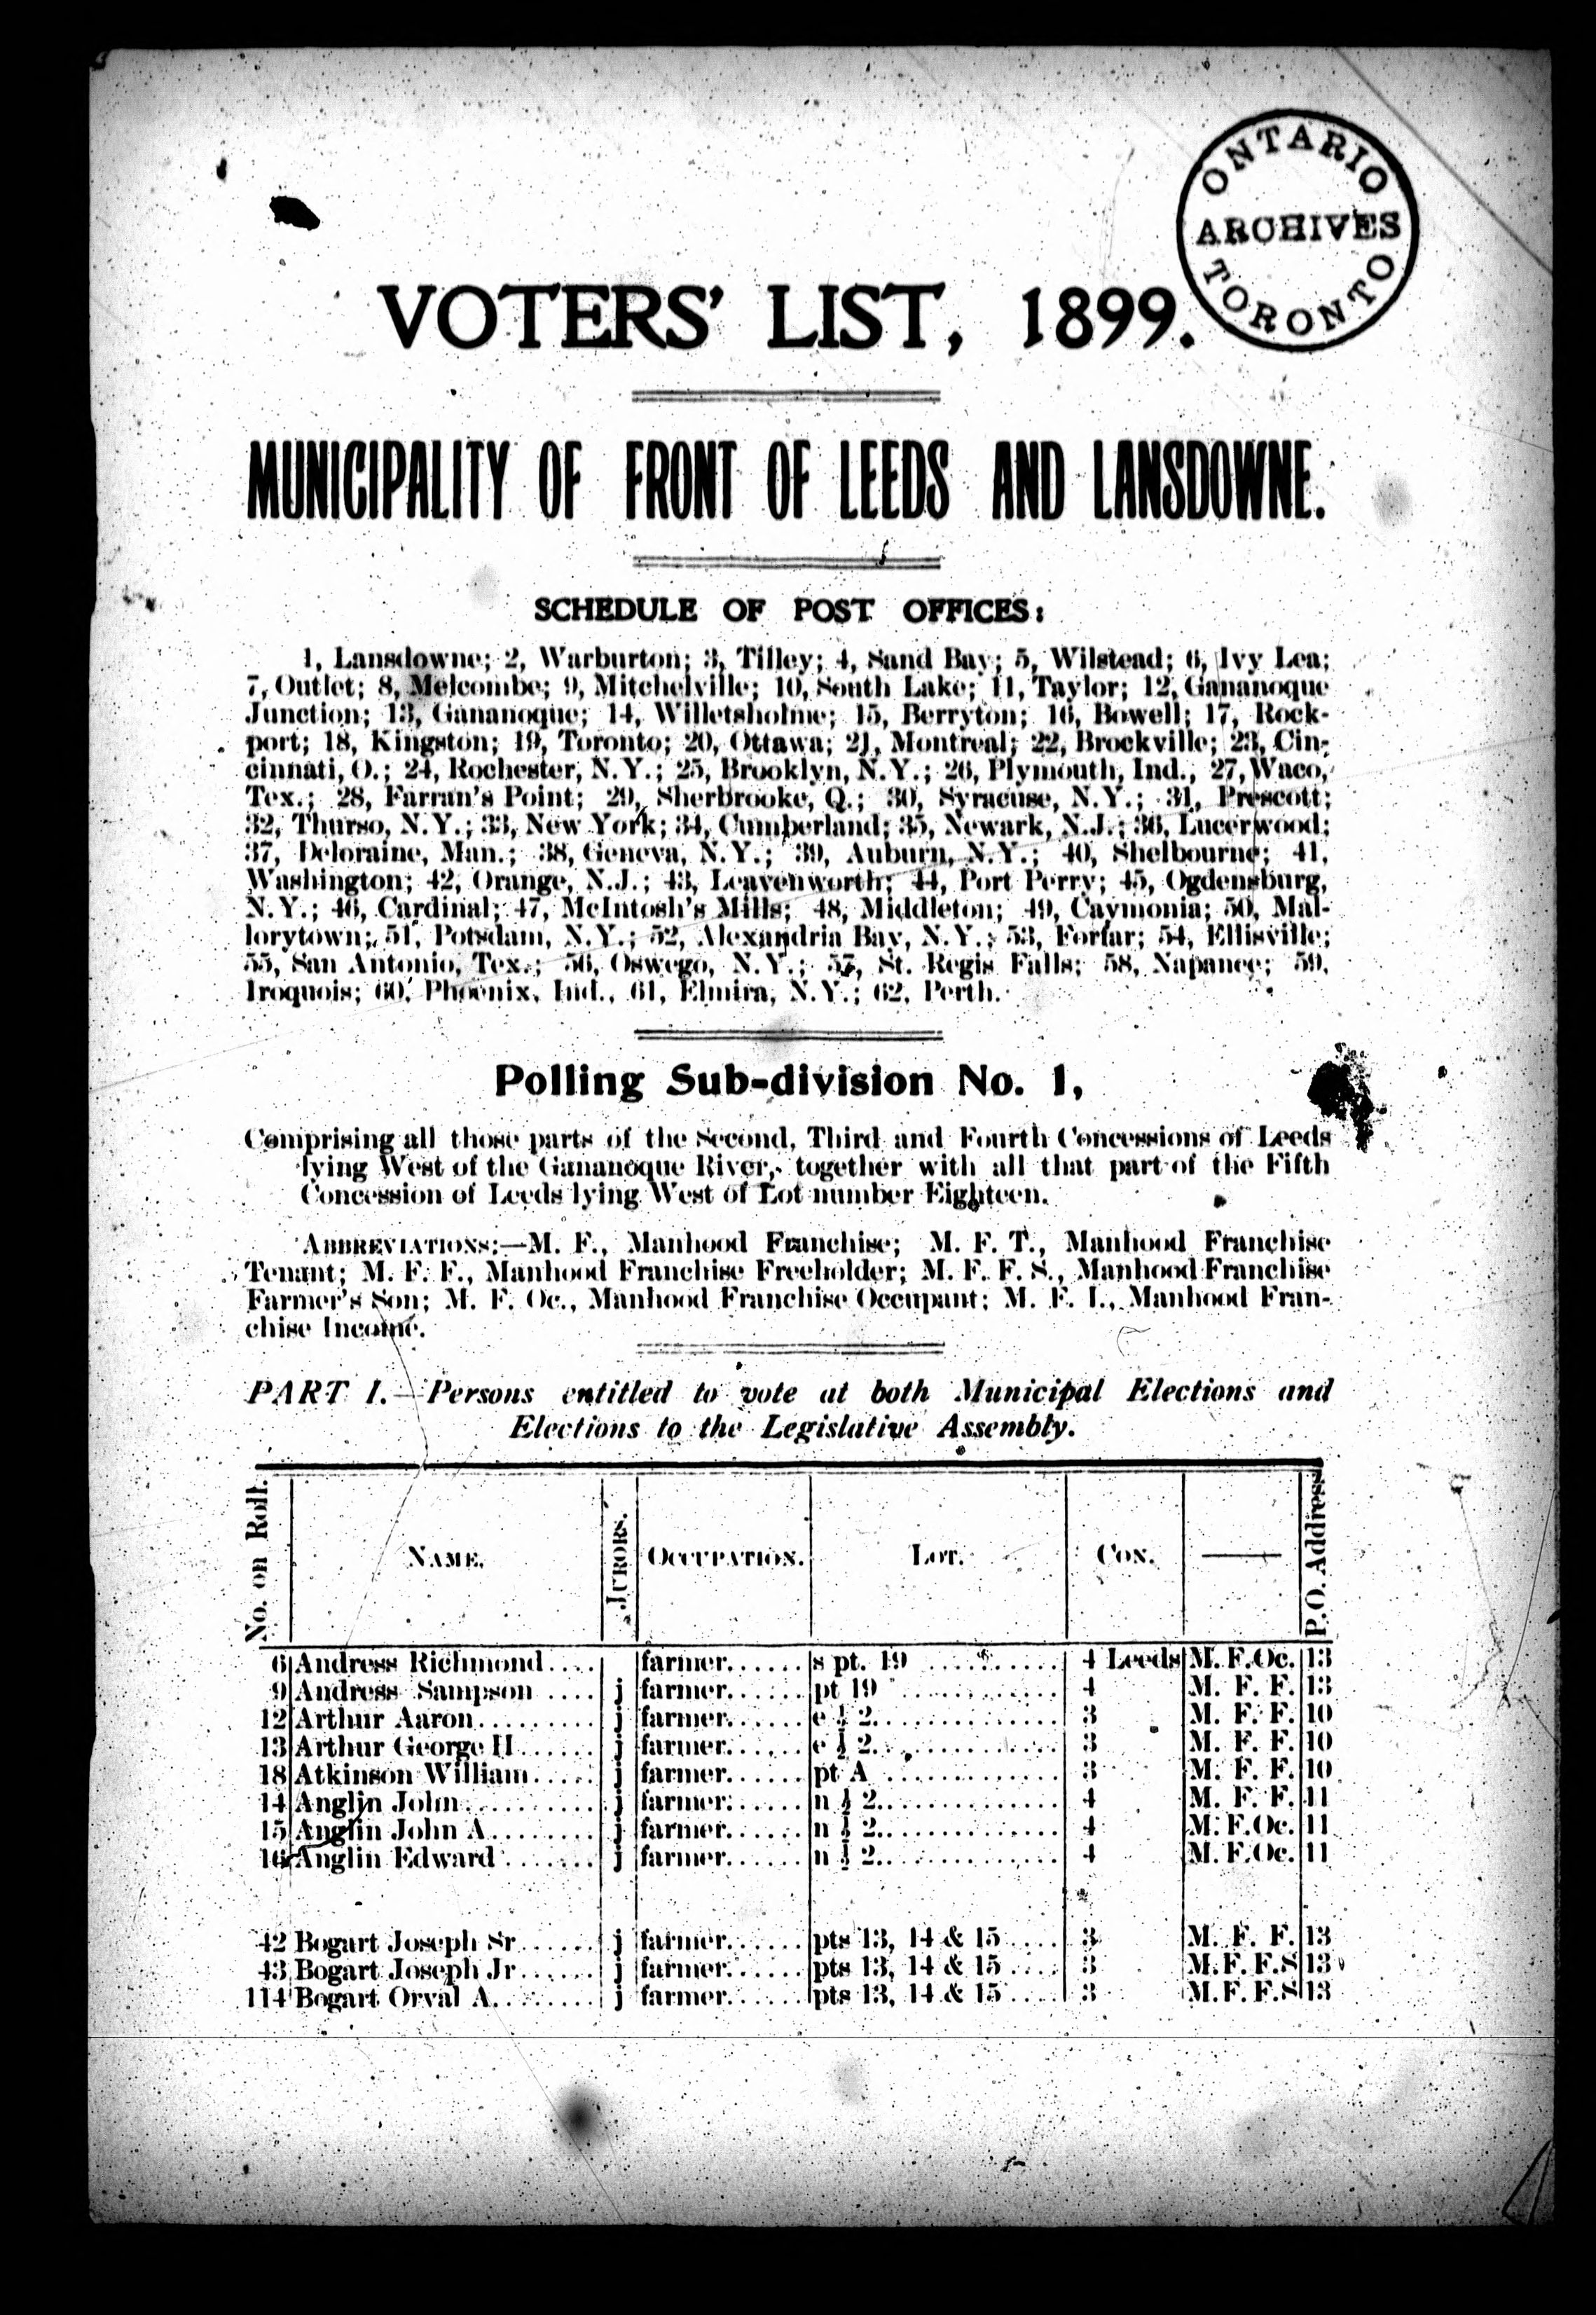 ONTARIO
ARCHIVES
TORONTO
VOTERS' LIST, 1899.
MUNICIPALITY OF FRONT OF LEEDS AND LANSDOWNE.
SCHEDULE OF POST OFFICES:
1, Lansdowne; 2, Warburton; 3, Tilley; 4, Sand Bay; 5, Wilstead; 6, Ivy Lea;
7, Outlet; 8, Melcombe; 9, Mitchelville; 10, South Lake; 11, Taylor; 12, Gananoque
Junction; 13, Gananoque; 14, Willetsholme; 15, Berryton; 16, Bowell; 17, Rock-
port; 18, Kingston; 19, Toronto; 20, Ottawa; 21, Montreal; 22, Brockville; 23, Cin-
cinnati, O.; 24, Rochester, N.Y.; 25, Brooklyn, N.Y.; 26, Plymouth, Ind., 27, Waco,
Tex.; 28, Farran's Point; 29, Sherbrooke, Q.; 30, Syracuse, N.Y.; 31, Prescott;
32, Thurso, N.Y.; 33, New York; 34, Cumberland; 35, Newark, N.J.; 36, Lucerwood;
37, Deloraine, Man.; 38, Geneva, N.Y.; 39, Auburn, N.Y.; 40, Shelbourne; 41,
Washington; 42, Orange, N.J.; 43, Leavenworth; 44, Port Perry; 45, Ogdensburg,
N.Y.; 46, Cardinal; 47, McIntosh's Mills; 48, Middleton; 49, Caymonia; 50, Mal-
lorytown; 51, Potsdam, N.Y.; 52, Alexandria Bay, N.Y.; 53, Forfar; 54, Ellisville;
55, San Antonio, Tex.; 56, Oswego, N.Y.; 57, St. Regis Falls; 58, Napanee; 59,
Iroquois; 60, Phoenix, Ind., 61, Elmira, N.Y.; 62, Perth.
Polling Sub-division No. 1,
Comprising all those parts of the Second, Third and Fourth Concessions of Leeds
lying West of the Gananoque River, together with all that part of the Fifth
Concession of Leeds lying West of Lot number Eighteen.
ABBREVIATIONS:—M. F., Manhood Franchise; M. F. T., Manhood Franchise
Tenant; M. F. F., Manhood Franchise Freeholder; M. F. F. S., Manhood Franchise
Farmer's Son; M. F. Oc., Manhood Franchise Occupant; M. F. I., Manhood Fran-
chise Income.
PART I.—Persons entitled to vote at both Municipal Elections and
Elections to the Legislative Assembly.
No. on Roll. NAME. JURORS. OCCUPATION. LOT. CON. —— P.O. Address
6 Andress Richmond.... farmer...... s pt. 19 .......... 4 Leeds M. F.Oc. 13
9 Andress Sampson .... j farmer...... pt 19 ............ 4 M. F. F. 13
12 Arthur Aaron......... j farmer...... e ½ 2............. 3 M. F. F. 10
13 Arthur George H...... j farmer...... e ½ 2............. 3 M. F. F. 10
18 Atkinson William..... j farmer...... pt A ............. 3 M. F. F. 10
14 Anglin John.......... j farmer...... n ½ 2............. 4 M. F. F. 11
15 Anglin John A........ j farmer...... n ½ 2............. 4 M. F.Oc. 11
16 Anglin Edward ....... j farmer...... n ½ 2............. 4 M. F.Oc. 11
42 Bogart Joseph Sr...... j farmer...... pts 13, 14 & 15.... 3 M. F. F. 13
43 Bogart Joseph Jr...... j farmer...... pts 13, 14 & 15.... 3 M. F. F.S 13
114 Bogart Orval A........ j farmer...... pts 13, 14 & 15.... 3 M. F. F.S 13